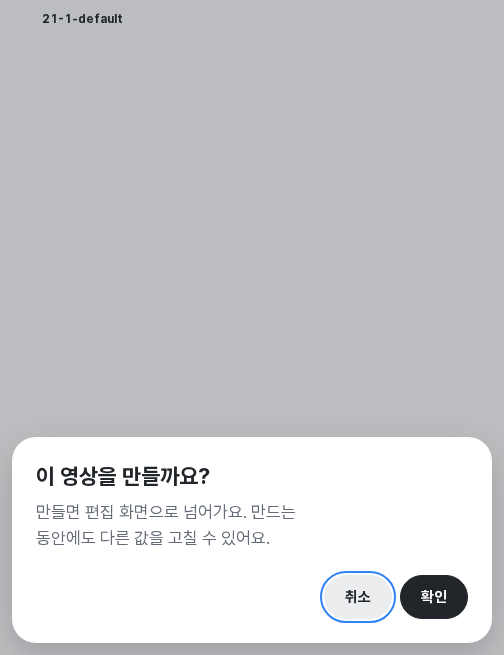 21-1-default
이 영상을 만들까요?
만들면 편집 화면으로 넘어가요. 만드는
동안에도 다른 값을 고칠 수 있어요.
취소 확인